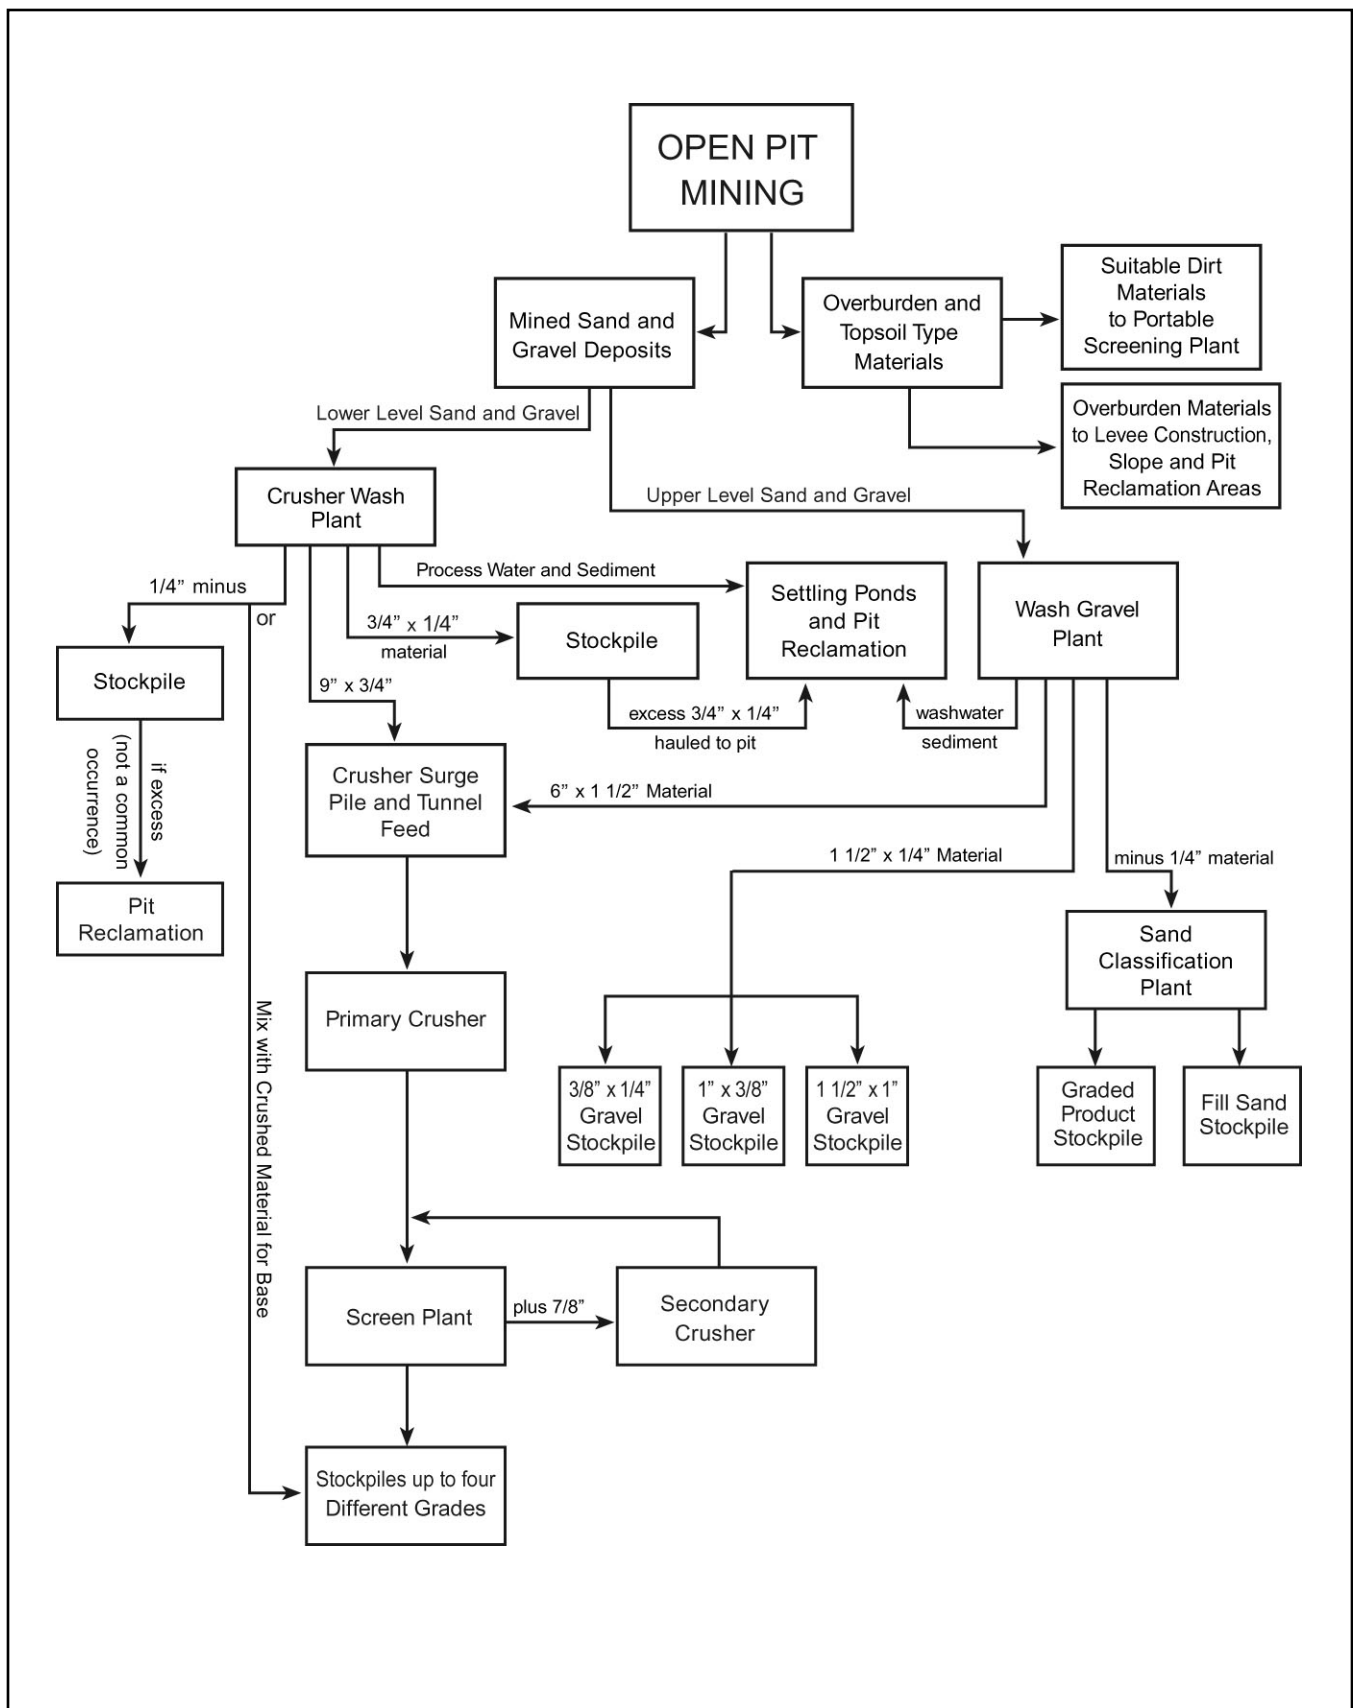 OPEN PIT
MINING
Suitable Dirt
Materials
to Portable
Screening Plant
Mined Sand and
Gravel Deposits
Overburden and
Topsoil Type
Materials
Overburden Materials
to Levee Construction,
Slope and Pit
Reclamation Areas
Lower Level Sand and Gravel
Upper Level Sand and Gravel
Crusher Wash
Plant
1/4” minus
or
Process Water and Sediment
3/4” x 1/4”
material
9” x 3/4”
Stockpile
Stockpile
Settling Ponds
and Pit
Reclamation
Wash Gravel
Plant
excess 3/4” x 1/4”
hauled to pit
washwater
sediment
if excess
(not a common
occurrence)
Crusher Surge
Pile and Tunnel
Feed
6” x 1 1/2” Material
1 1/2” x 1/4” Material
minus 1/4” material
Pit
Reclamation
Sand
Classification
Plant
Mix with Crushed Material for Base
Primary Crusher
3/8” x 1/4”
Gravel
Stockpile
1” x 3/8”
Gravel
Stockpile
1 1/2” x 1”
Gravel
Stockpile
Graded
Product
Stockpile
Fill Sand
Stockpile
Screen Plant
plus 7/8”
Secondary
Crusher
Stockpiles up to four
Different Grades